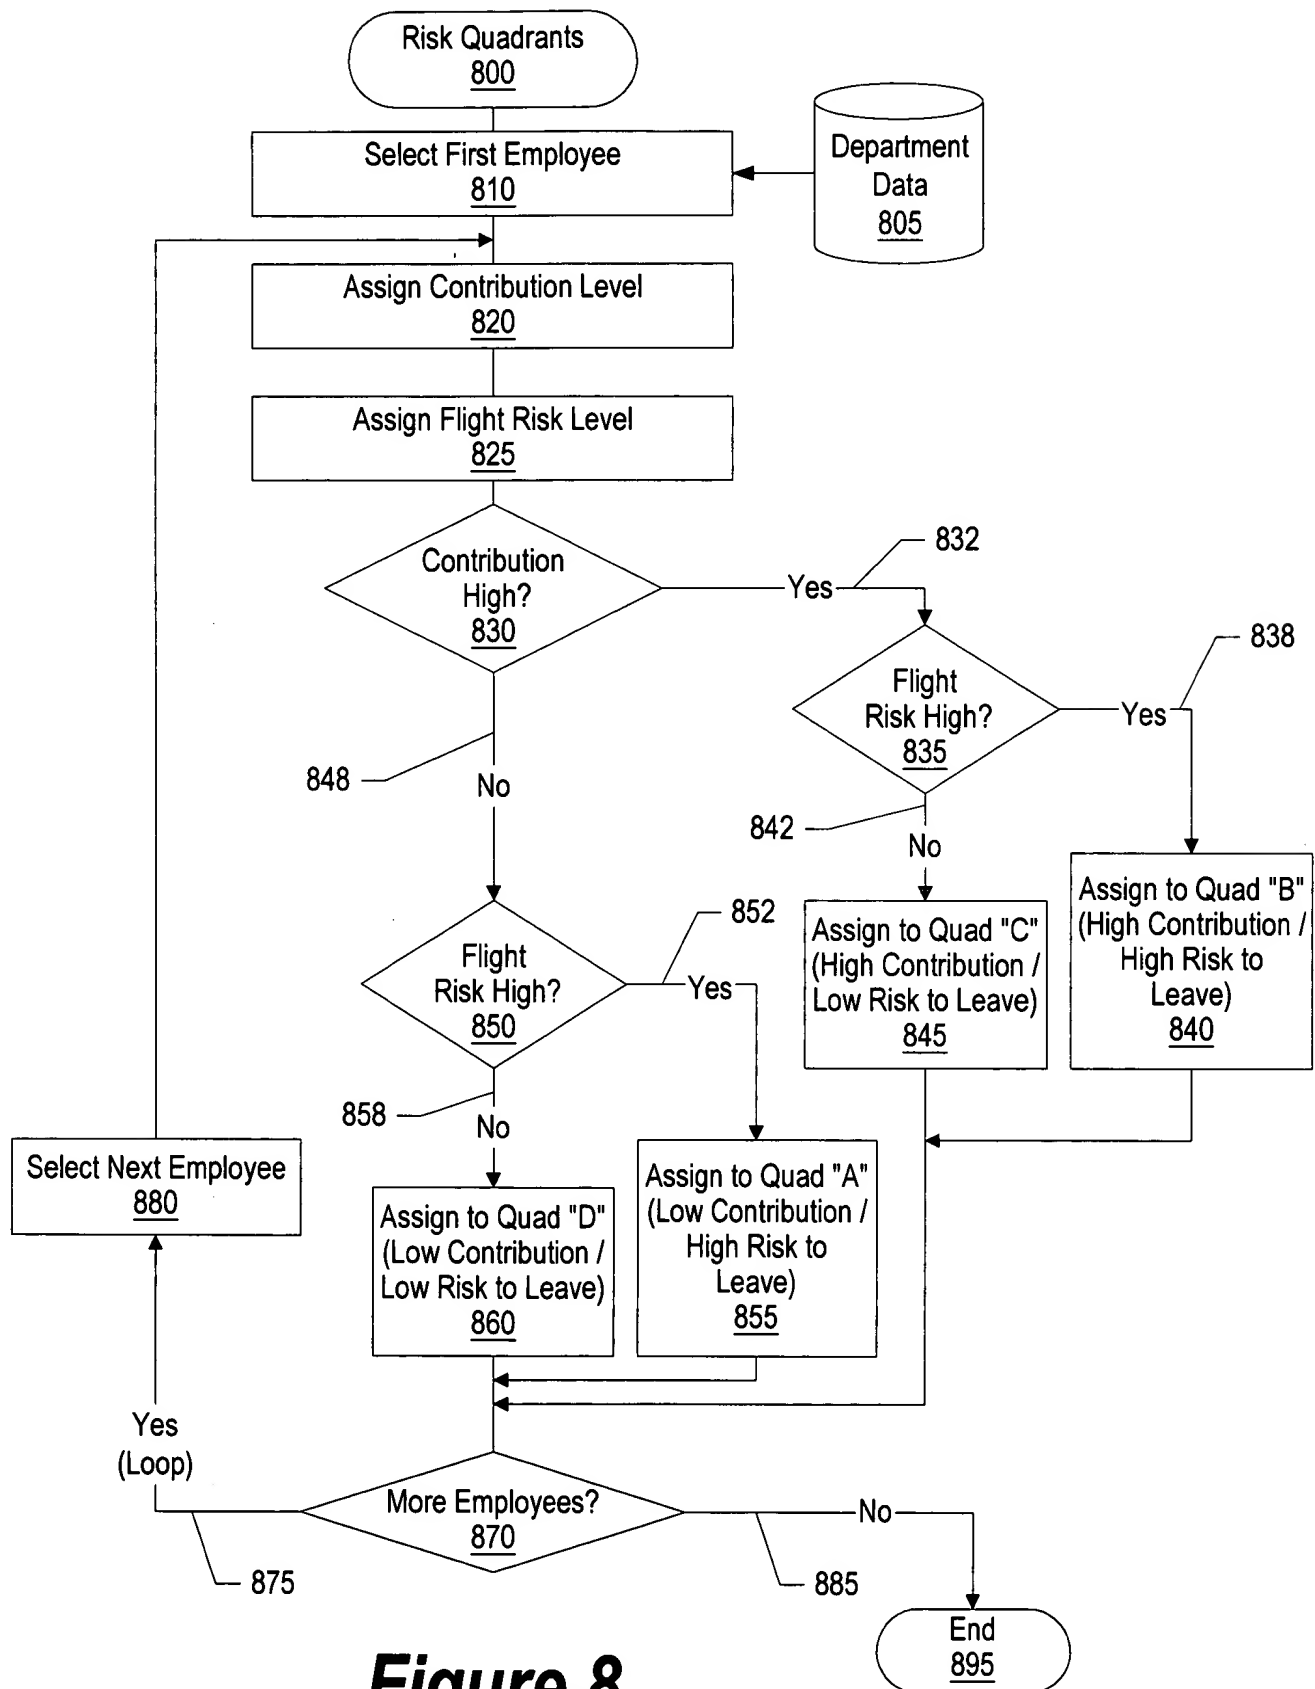 Risk Quadrants
800
Department
Data
805
Select First Employee
810
Assign Contribution Level
820
Assign Flight Risk Level
825
Contribution
High?
830
Yes
832
Flight
Risk High?
835
Yes
838
848
No
842
No
Assign to Quad "B"
(High Contribution /
High Risk to
Leave)
840
Assign to Quad "C"
(High Contribution /
Low Risk to Leave)
845
852
Flight
Risk High?
850
Yes
858
No
Select Next Employee
880
Assign to Quad "A"
(Low Contribution /
High Risk to
Leave)
855
Assign to Quad "D"
(Low Contribution /
Low Risk to Leave)
860
Yes
(Loop)
More Employees?
870
No
875
885
End
895
Figure 8